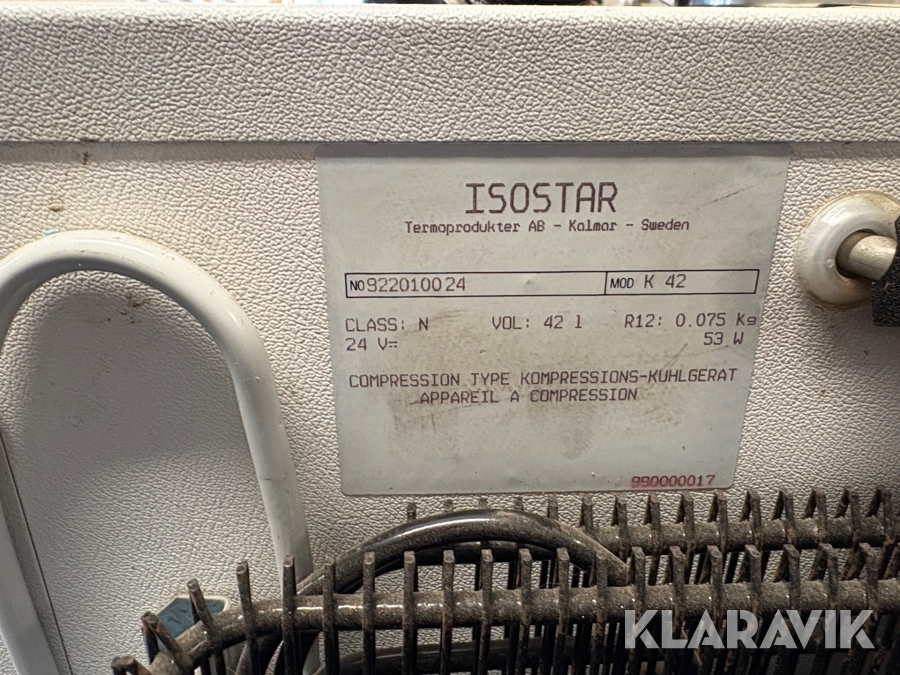 ISOSTAR
Termoprodukter AB - Kalmar - Sweden
NO 922010024 MOD K 42
CLASS: N VOL: 42 l R12: 0.075 Kg
24 V⎓ 53 W
COMPRESSION TYPE KOMPRESSIONS-KUHLGERAT
APPAREIL A COMPRESSION
990000017
KLARAVIK